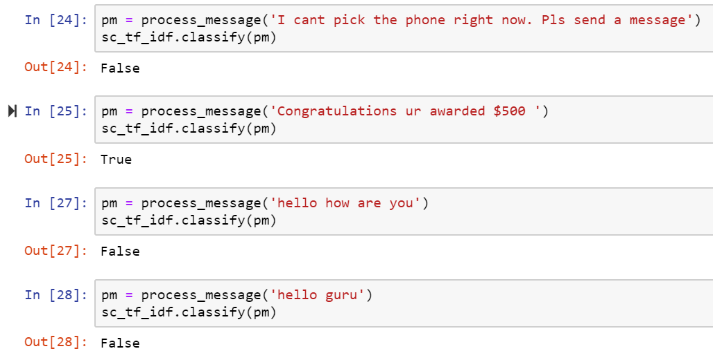 In [24]: pm = process_message('I cant pick the phone right now. Pls send a message')
sc_tf_idf.classify(pm)
Out[24]: False
In [25]: pm = process_message('Congratulations ur awarded $500 ')
sc_tf_idf.classify(pm)
Out[25]: True
In [27]: pm = process_message('hello how are you')
sc_tf_idf.classify(pm)
Out[27]: False
In [28]: pm = process_message('hello guru')
sc_tf_idf.classify(pm)
Out[28]: False